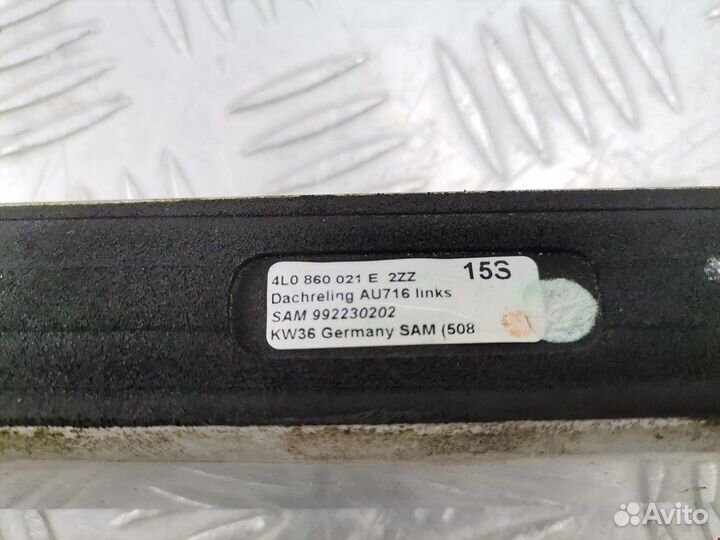 4L0 860 021 E 2ZZ 15S
Dachreling AU716 links
SAM 992230202
KW36 Germany SAM (508
Avito